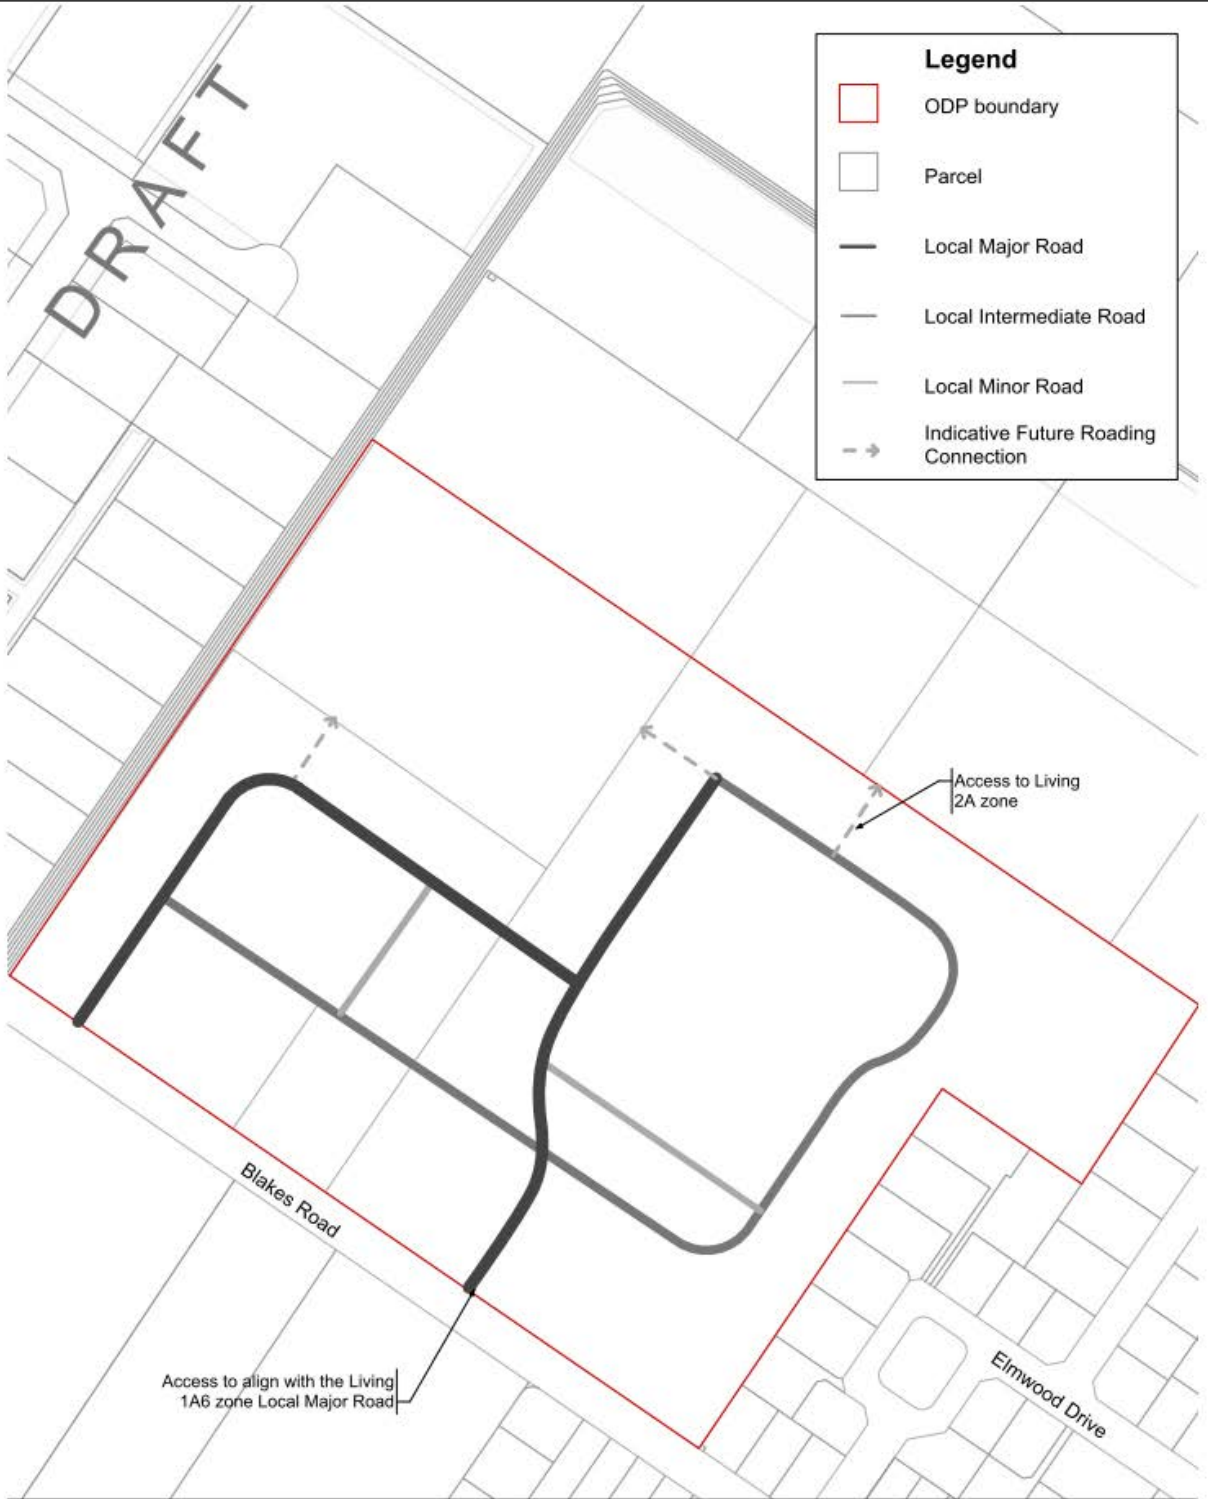 DRAFT
Legend
ODP boundary
Parcel
Local Major Road
Local Intermediate Road
Local Minor Road
Indicative Future Roading
Connection
Access to Living
2A zone
Blakes Road
Access to align with the Living
1A6 zone Local Major Road
Elmwood Drive